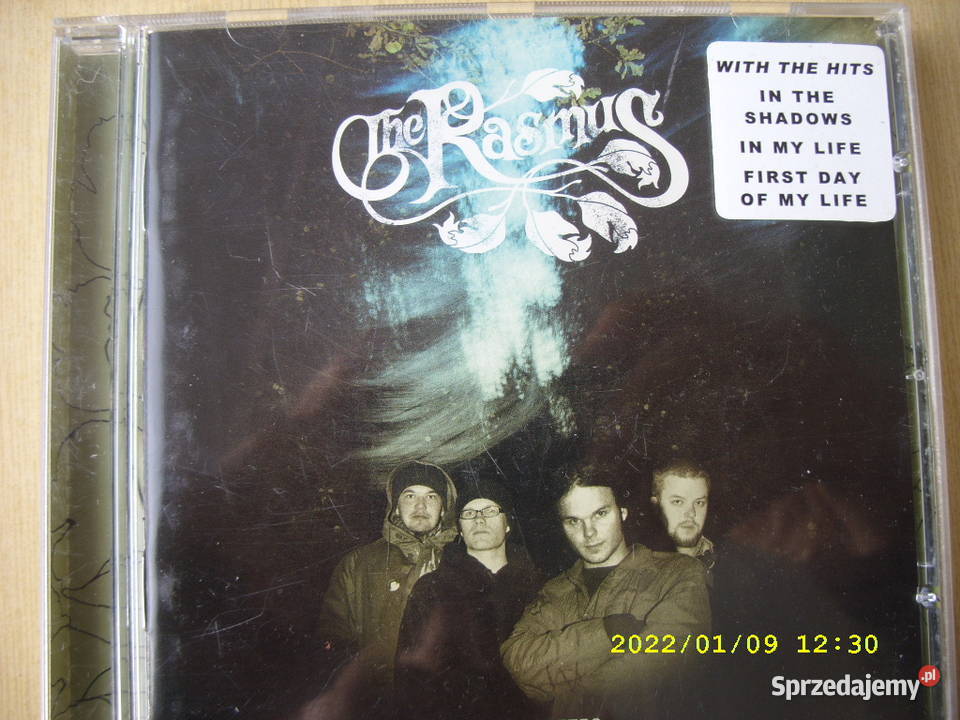 The Rasmus
WITH THE HITS
IN THE
SHADOWS
IN MY LIFE
FIRST DAY
OF MY LIFE
2022/01/09 12:30
Sprzedajemy.pl